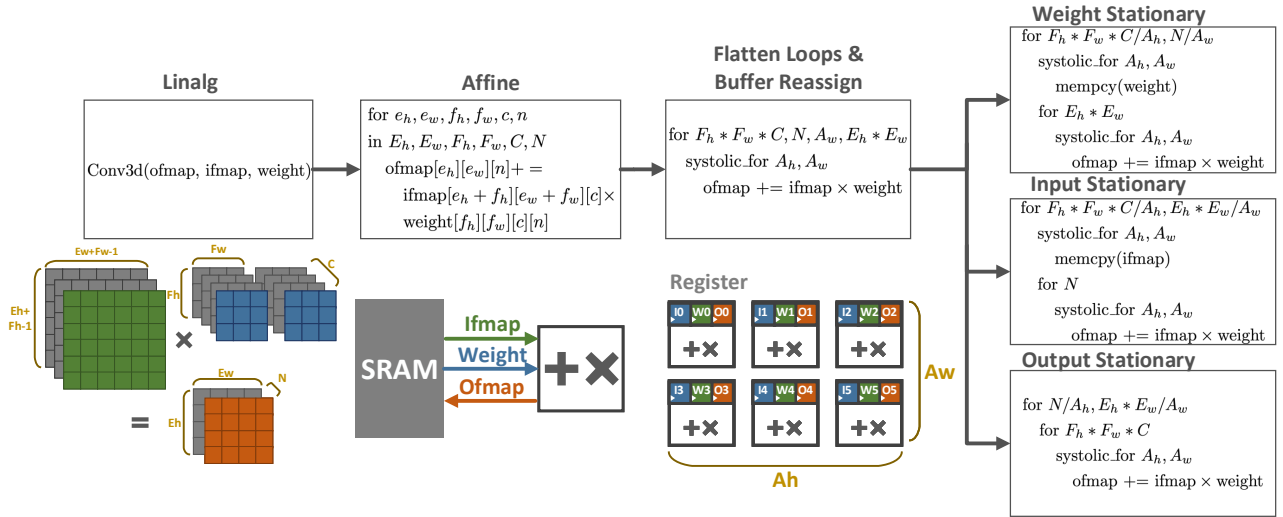 Linalg
Conv3d(ofmap, ifmap, weight)
Affine
for e_h, e_w, f_h, f_w, c, n
in E_h, E_w, F_h, F_w, C, N
ofmap[e_h][e_w][n]+ =
ifmap[e_h + f_h][e_w + f_w][c]×
weight[f_h][f_w][c][n]
Flatten Loops &
Buffer Reassign
for F_h * F_w * C, N, A_w, E_h * E_w
systolic_for A_h, A_w
ofmap += ifmap × weight
Weight Stationary
for F_h * F_w * C/A_h, N/A_w
systolic_for A_h, A_w
mempcy(weight)
for E_h * E_w
systolic_for A_h, A_w
ofmap += ifmap × weight
Input Stationary
for F_h * F_w * C/A_h, E_h * E_w/A_w
systolic_for A_h, A_w
memcpy(ifmap)
for N
systolic_for A_h, A_w
ofmap += ifmap × weight
Output Stationary
for N/A_h, E_h * E_w/A_w
for F_h * F_w * C
systolic_for A_h, A_w
ofmap += ifmap × weight
Ew+Fw-1
Eh+
Fh-1
×
Fw
Fh
C
=
Ew
Eh
N
SRAM
Ifmap
Weight
Ofmap
+ ×
Register
I0 W0 O0
+×
I1 W1 O1
+×
I2 W2 O2
+×
I3 W3 O3
+×
I4 W4 O4
+×
I5 W5 O5
+×
Aw
Ah